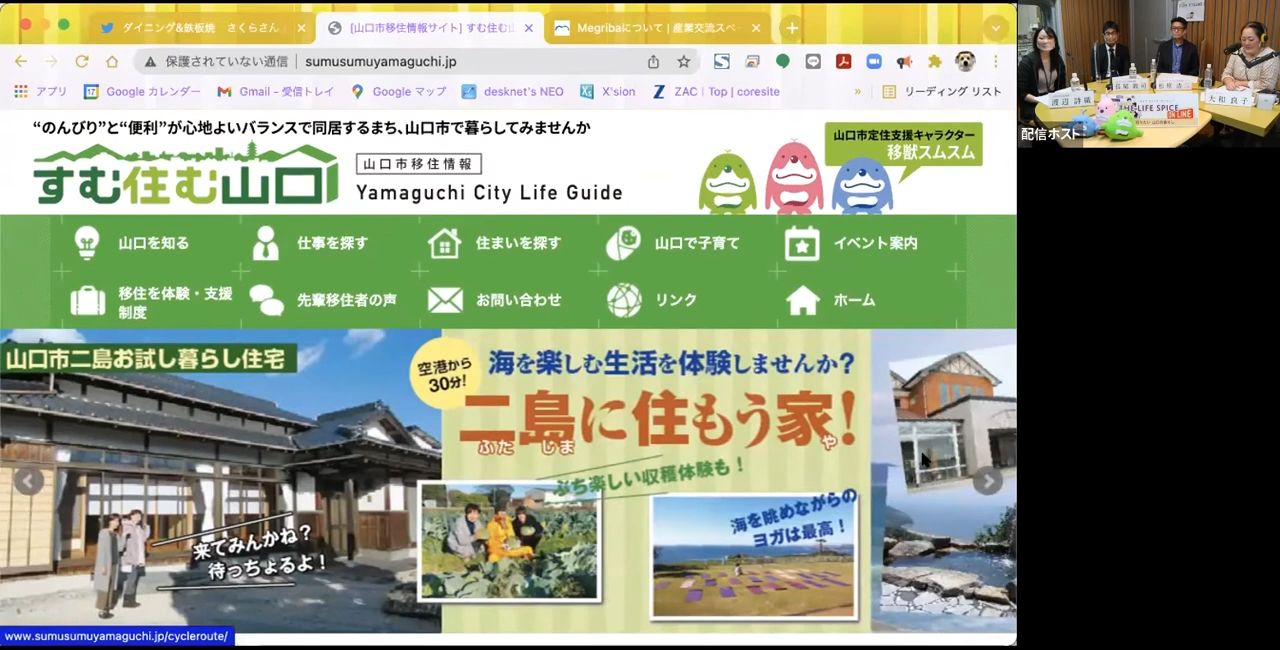 ダイニング&鉄板焼　さくらさん
[山口市移住情報サイト] すむ住む山
Megribaについて | 産業交流スペ
保護されていない通信
sumusumuyamaguchi.jp
アプリ
Google カレンダー
Gmail - 受信トレイ
Google マップ
desknet's NEO
X'sion
ZAC | Top | coresite
»
リーディング リスト
“のんびり”と“便利”が心地よいバランスで同居するまち、山口市で暮らしてみませんか
すむ住む山口
山口市移住情報
Yamaguchi City Life Guide
山口市定住支援キャラクター
移獣スムスム
山口を知る
仕事を探す
住まいを探す
山口で子育て
イベント案内
移住を体験・支援
制度
先輩移住者の声
お問い合わせ
リンク
ホーム
山口市二島お試し暮らし住宅
来てみんかね？
待っちょるよ！
空港から
30分！
海を楽しむ生活を体験しませんか？
二島に住もう家！
ふた じま や
ぷち楽しい収穫体験も！
海を眺めながらの
ヨガは最高！
www.sumusumuyamaguchi.jp/cycleroute/
渡辺 詩織
大和 良子
THE LIFE SPICE
ON LINE
配信ホスト